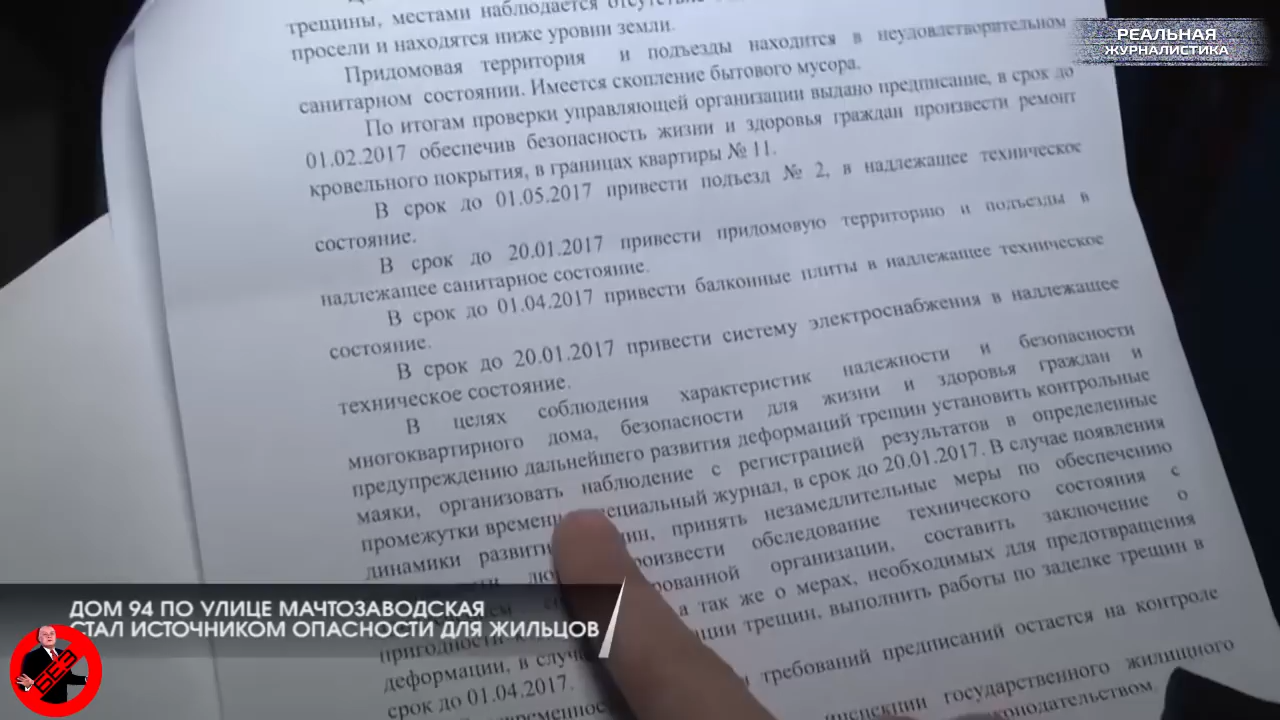 трещины, местами наблюдается отсутствие
просели и находятся ниже уровни земли.
Придомовая территория и подъезды находится в неудовлетворительном
санитарном состоянии. Имеется скопление бытового мусора.
По итогам проверки управляющей организации выдано предписание, в срок до
01.02.2017 обеспечив безопасность жизни и здоровья граждан произвести ремонт
кровельного покрытия, в границах квартиры № 11.
В срок до 01.05.2017 привести подъезд № 2, в надлежащее техническое
состояние.
В срок до 20.01.2017 привести придомовую территорию и подъезды в
надлежащее санитарное состояние.
В срок до 01.04.2017 привести балконные плиты в надлежащее техническое
состояние.
В срок до 20.01.2017 привести систему электроснабжения в надлежащее
техническое состояние.
В целях соблюдения характеристик надежности и безопасности
многоквартирного дома, безопасности для жизни и здоровья граждан и
предупреждению дальнейшего развития деформаций трещин установить контрольные
маяки, организовать наблюдение с регистрацией результатов в определенные
промежутки времени специальный журнал, в срок до 20.01.2017. В случае появления
динамики развити принять незамедлительные меры по обеспечению
произвести обследование технического состояния с
организации, составить заключение о
пригодности а так же о мерах, необходимых для предотвращения
деформации, в случа трещин, выполнить работы по заделке трещин в
срок до 01.04.2017.
требований предписаний остается на контроле
инспекции государственного жилищного
РЕАЛЬНАЯ
ЖУРНАЛИСТИКА
ДОМ 94 ПО УЛИЦЕ МАЧТОЗАВОДСКАЯ
СТАЛ ИСТОЧНИКОМ ОПАСНОСТИ ДЛЯ ЖИЛЬЦОВ
БЕЗ